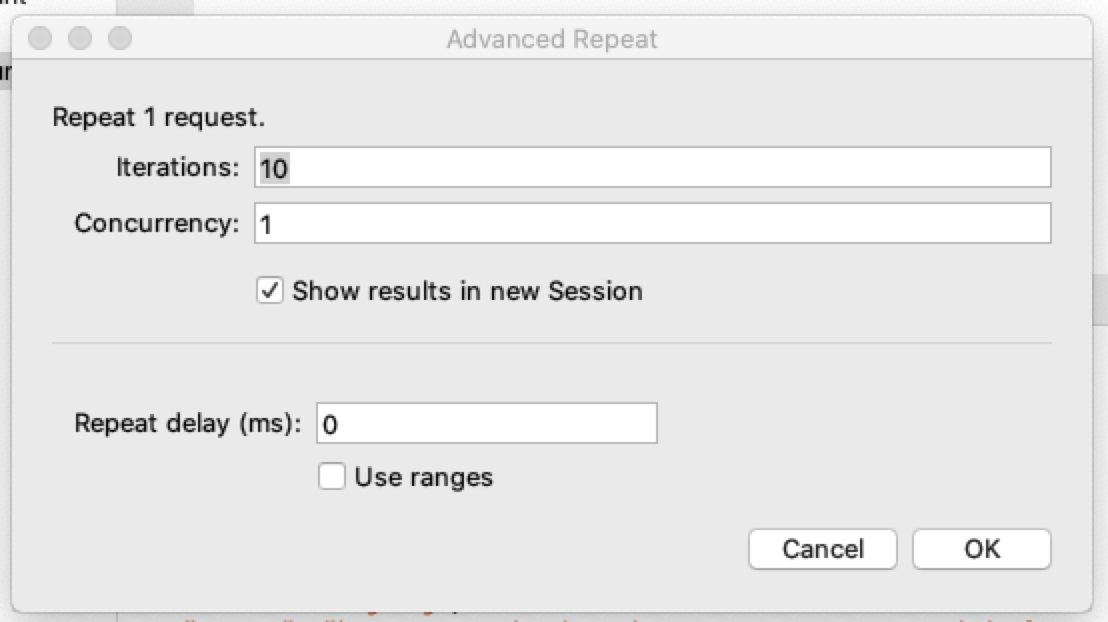 Advanced Repeat
Repeat 1 request.
Iterations: 10
Concurrency: 1
Show results in new Session
Repeat delay (ms): 0
Use ranges
Cancel OK